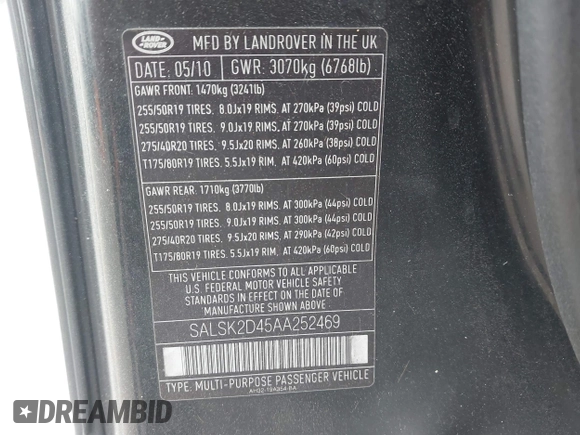 LAND-
ROVER
MFD BY LANDROVER IN THE UK
DATE: 05/10 GWR: 3070kg (6768lb)
GAWR FRONT: 1470kg (3241lb)
255/50R19 TIRES. 8.0Jx19 RIMS. AT 270kPa (39psi) COLD
255/50R19 TIRES. 9.0Jx19 RIMS. AT 270kPa (39psi) COLD
275/40R20 TIRES. 9.5Jx20 RIMS. AT 260kPa (38psi) COLD
T175/80R19 TIRES. 5.5Jx19 RIM. AT 420kPa (60psi) COLD
GAWR REAR: 1710kg (3770lb)
255/50R19 TIRES. 8.0Jx19 RIMS. AT 300kPa (44psi) COLD
255/50R19 TIRES. 9.0Jx19 RIMS. AT 300kPa (44psi) COLD
275/40R20 TIRES. 9.5Jx20 RIMS. AT 290kPa (42psi) COLD
T175/80R19 TIRES. 5.5Jx19 RIM. AT 420kPa (60psi) COLD
THIS VEHICLE CONFORMS TO ALL APPLICABLE
U.S. FEDERAL MOTOR VEHICLE SAFETY
STANDARDS IN EFFECT ON THE DATE OF
MANUFACTURE SHOWN ABOVE
SALSK2D45AA252469
TYPE: MULTI-PURPOSE PASSENGER VEHICLE
DREAMBID